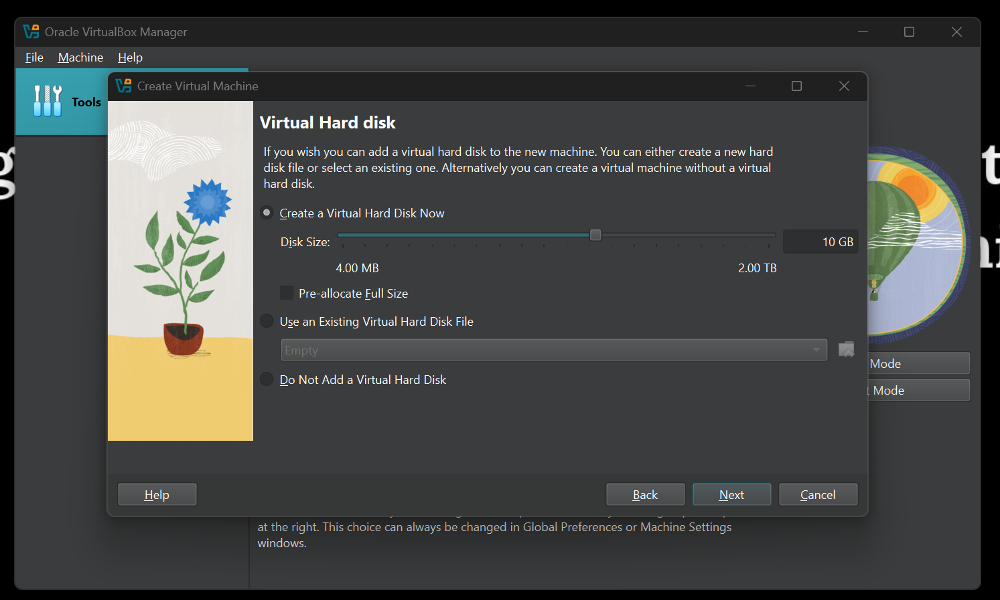 Oracle VirtualBox Manager
File Machine Help
Tools
Create Virtual Machine
Virtual Hard disk
If you wish you can add a virtual hard disk to the new machine. You can either create a new hard
disk file or select an existing one. Alternatively you can create a virtual machine without a virtual
hard disk.
Create a Virtual Hard Disk Now
Disk Size:
10 GB
4.00 MB
2.00 TB
Pre-allocate Full Size
Use an Existing Virtual Hard Disk File
Empty
Do Not Add a Virtual Hard Disk
Mode
t Mode
Help
Back
Next
Cancel
at the right. This choice can always be changed in Global Preferences or Machine Settings
windows.